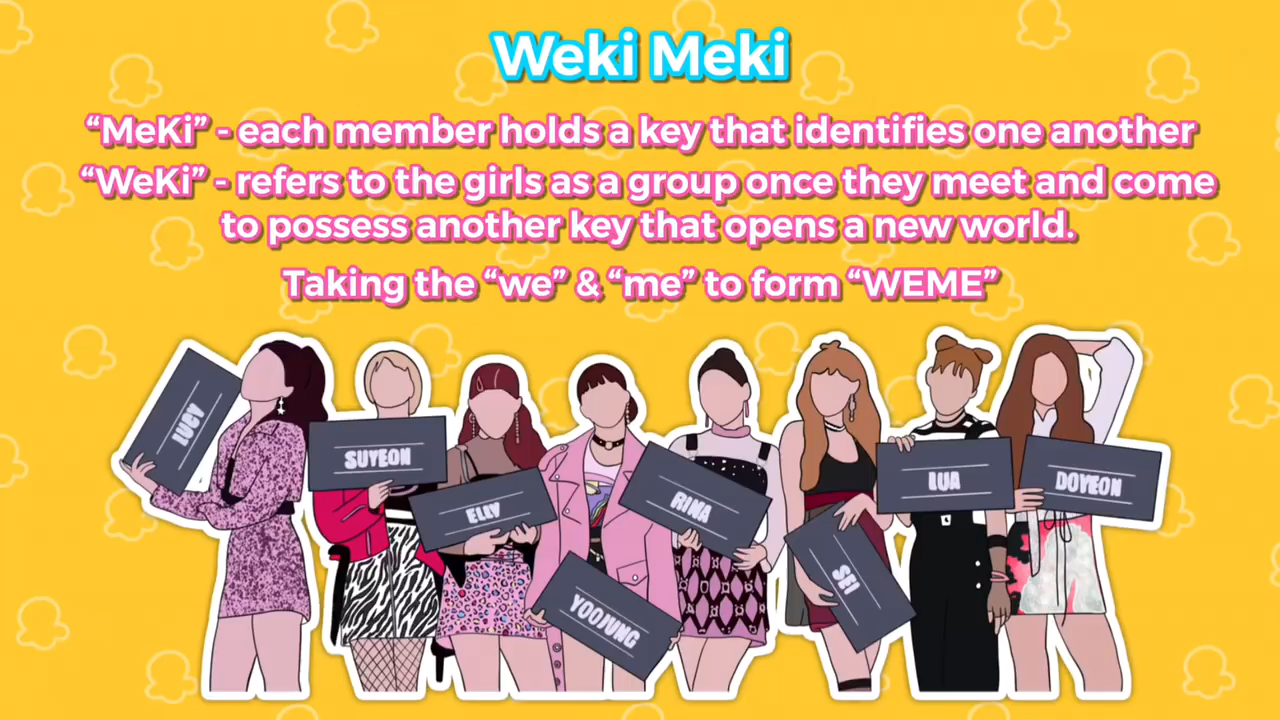 Weki Meki
“MeKi” - each member holds a key that identifies one another
“WeKi” - refers to the girls as a group once they meet and come
to possess another key that opens a new world.
Taking the “we” & “me” to form “WEME”
LUCY
SUYEON
ELLY
YOOJUNG
RINA
SEI
LUA
DOYEON